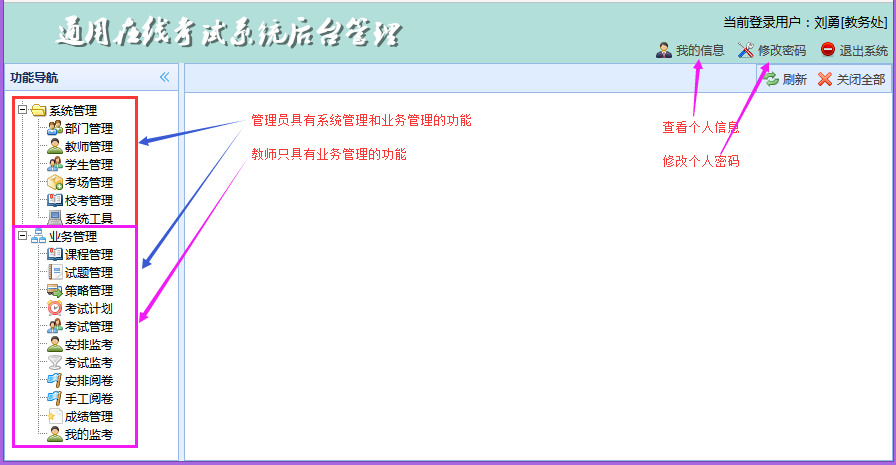 通用在线考试系统后台管理
当前登录用户：刘勇[教务处]
我的信息 修改密码 退出系统
功能导航
刷新 关闭全部
系统管理
部门管理
教师管理
学生管理
考场管理
校考管理
系统工具
业务管理
课程管理
试题管理
策略管理
考试计划
考试管理
安排监考
考试监考
安排阅卷
手工阅卷
成绩管理
我的监考
管理员具有系统管理和业务管理的功能
教师只具有业务管理的功能
查看个人信息
修改个人密码